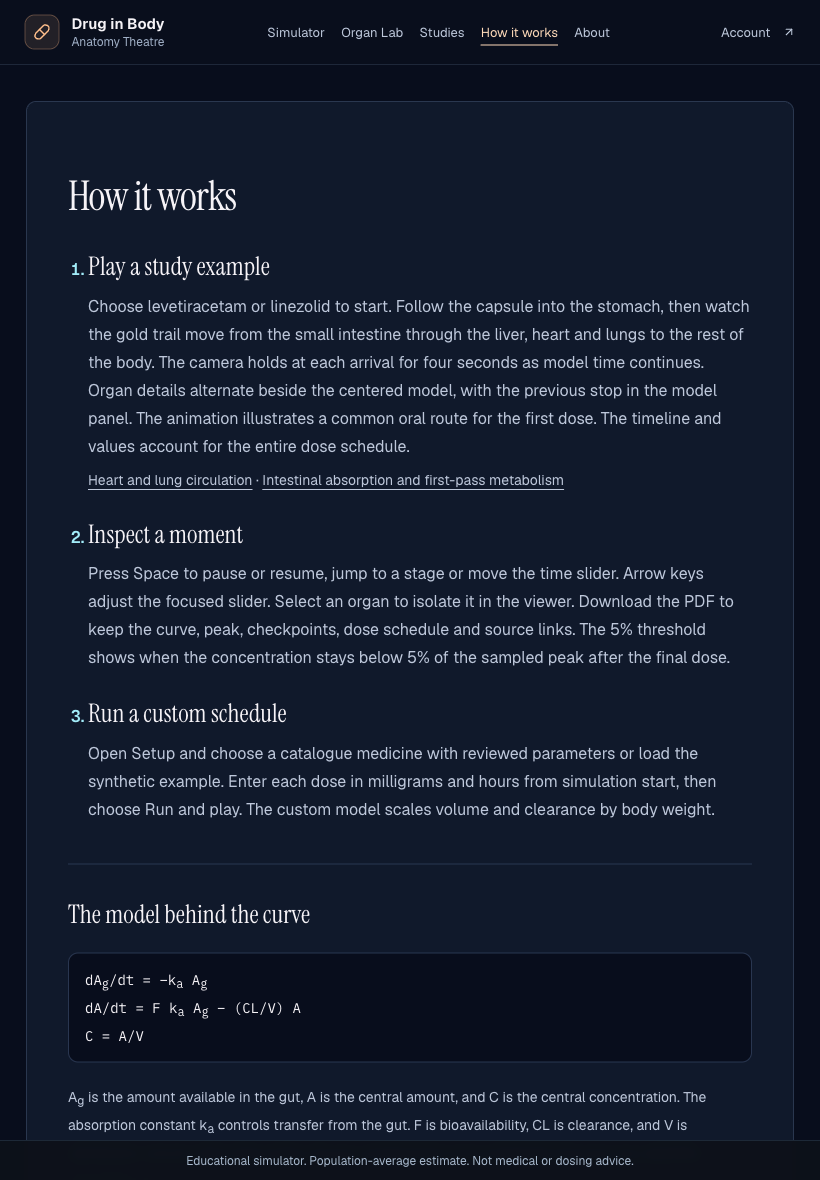 Drug in Body
Anatomy Theatre
Simulator Organ Lab Studies How it works About
Account ↗
How it works
1. Play a study example
Choose levetiracetam or linezolid to start. Follow the capsule into the stomach, then watch
the gold trail move from the small intestine through the liver, heart and lungs to the rest of
the body. The camera holds at each arrival for four seconds as model time continues.
Organ details alternate beside the centered model, with the previous stop in the model
panel. The animation illustrates a common oral route for the first dose. The timeline and
values account for the entire dose schedule.
Heart and lung circulation · Intestinal absorption and first-pass metabolism
2. Inspect a moment
Press Space to pause or resume, jump to a stage or move the time slider. Arrow keys
adjust the focused slider. Select an organ to isolate it in the viewer. Download the PDF to
keep the curve, peak, checkpoints, dose schedule and source links. The 5% threshold
shows when the concentration stays below 5% of the sampled peak after the final dose.
3. Run a custom schedule
Open Setup and choose a catalogue medicine with reviewed parameters or load the
synthetic example. Enter each dose in milligrams and hours from simulation start, then
choose Run and play. The custom model scales volume and clearance by body weight.
The model behind the curve
dAg/dt = −ka Ag
dA/dt = F ka Ag − (CL/V) A
C = A/V
Ag is the amount available in the gut, A is the central amount, and C is the central concentration. The
absorption constant ka controls transfer from the gut. F is bioavailability, CL is clearance, and V is
Educational simulator. Population-average estimate. Not medical or dosing advice.